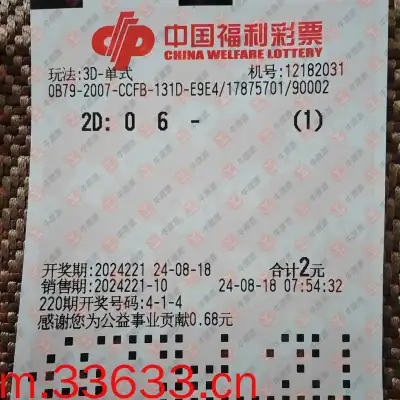 中国福利彩票
CHINA WELFARE LOTTERY
玩法:3D-单式 机号:12182031
0B79-2007-CCFB-131D-E9E4/17875701/90002
2D: 0 6 - (1)
开奖期:2024221 24-08-18 合计2元
销售期:2024221-10 24-08-18 07:54:32
220期开奖号码:4-1-4
感谢您为公益事业贡献0.68元
m.33633.cn